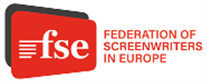 fse
FEDERATION OF
SCREENWRITERS
IN EUROPE